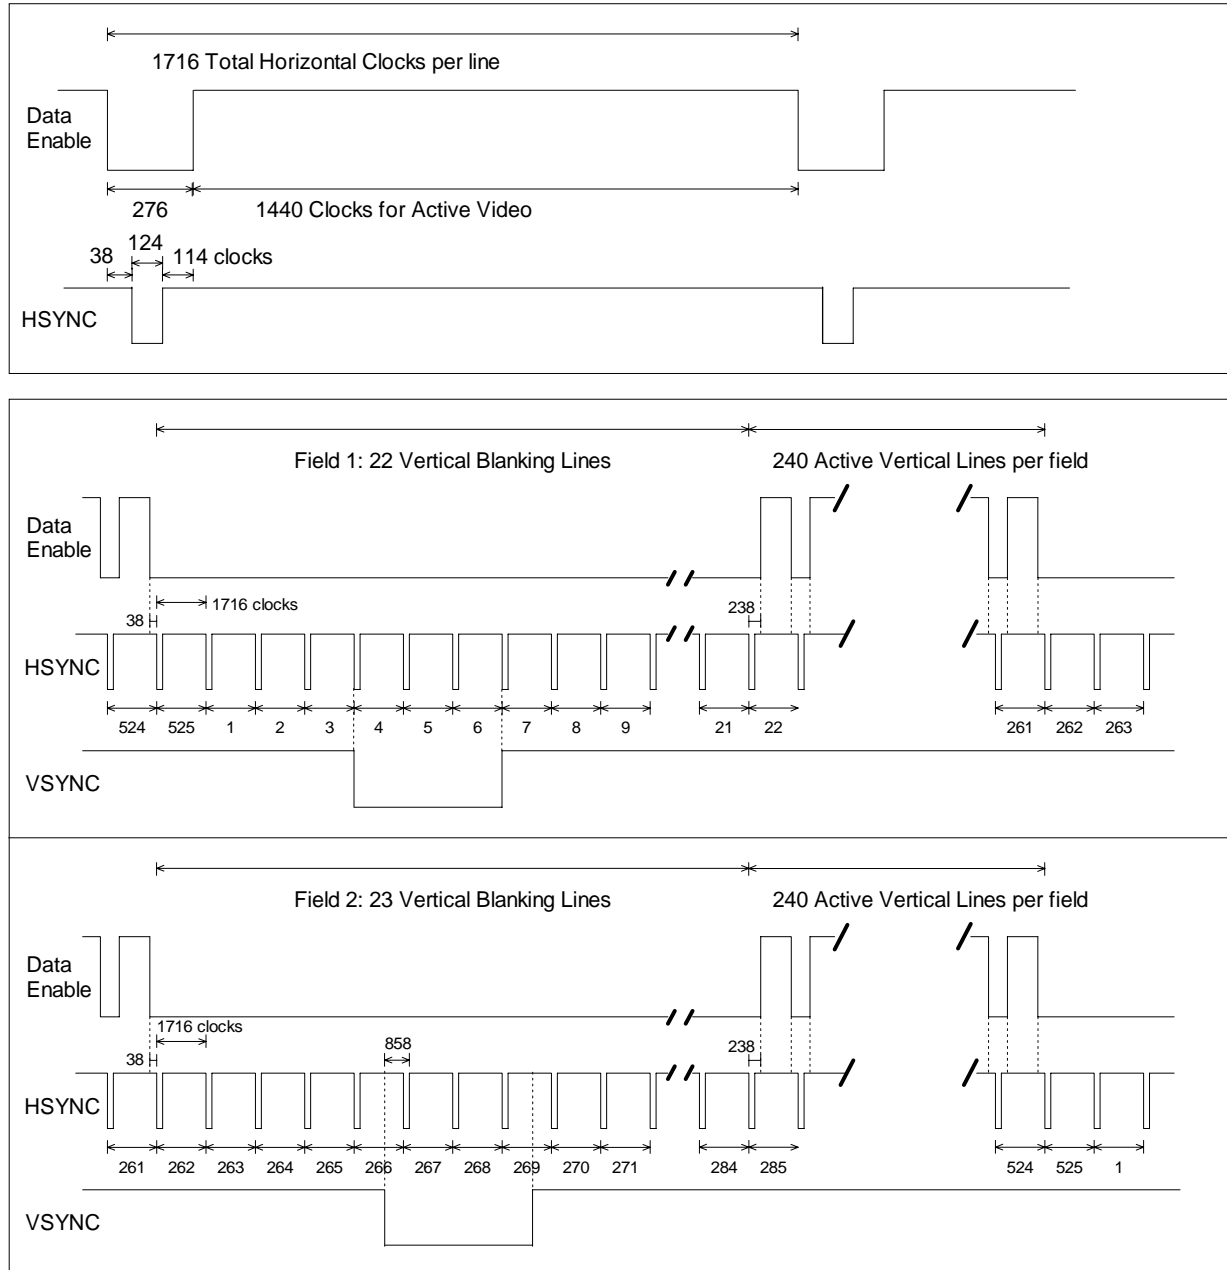 1716 Total Horizontal Clocks per line
Data
Enable
276
1440 Clocks for Active Video
124
38
114 clocks
HSYNC
Field 1: 22 Vertical Blanking Lines
240 Active Vertical Lines per field
Data
Enable
1716 clocks
38
238
HSYNC
524 525 1 2 3 4 5 6 7 8 9 21 22 261 262 263
VSYNC
Field 2: 23 Vertical Blanking Lines
240 Active Vertical Lines per field
Data
Enable
1716 clocks
38
858
238
HSYNC
261 262 263 264 265 266 267 268 269 270 271 284 285 524 525 1
VSYNC